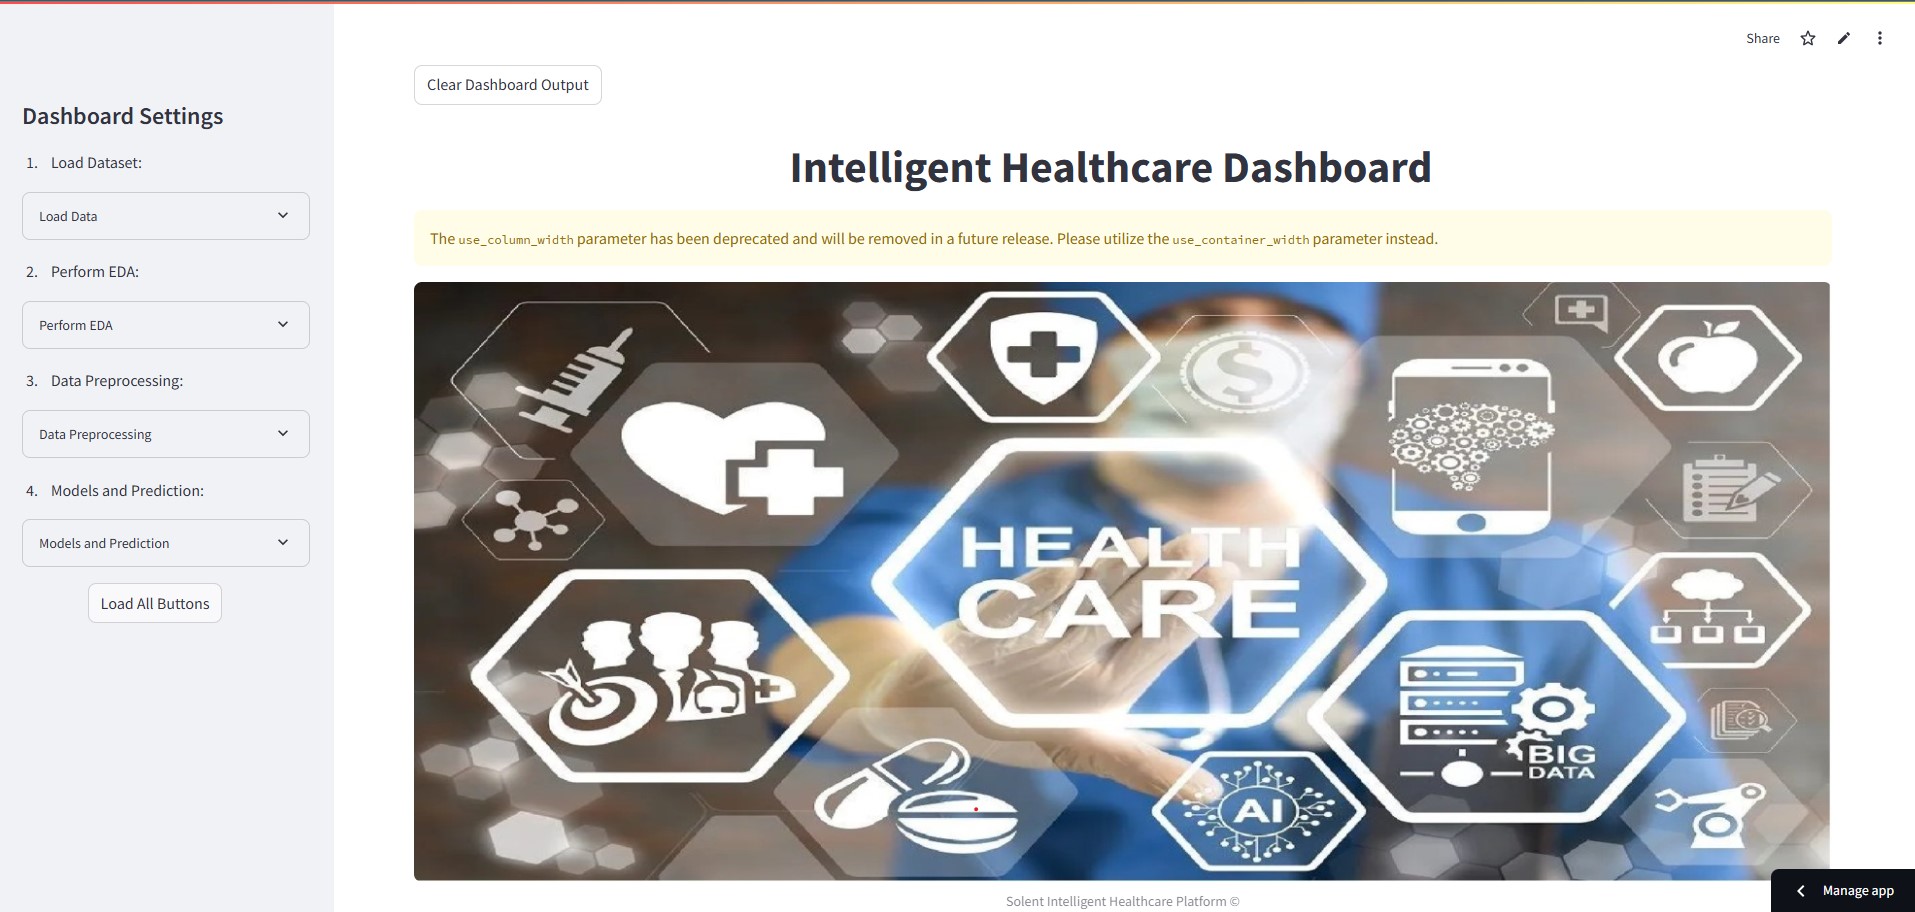 Share
Clear Dashboard Output
Dashboard Settings
1. Load Dataset:
Load Data
2. Perform EDA:
Perform EDA
3. Data Preprocessing:
Data Preprocessing
4. Models and Prediction:
Models and Prediction
Load All Buttons
Intelligent Healthcare Dashboard
The use_column_width parameter has been deprecated and will be removed in a future release. Please utilize the use_container_width parameter instead.
$
HEALTH
CARE
BIG
DATA
AI
Solent Intelligent Healthcare Platform ©
Manage app